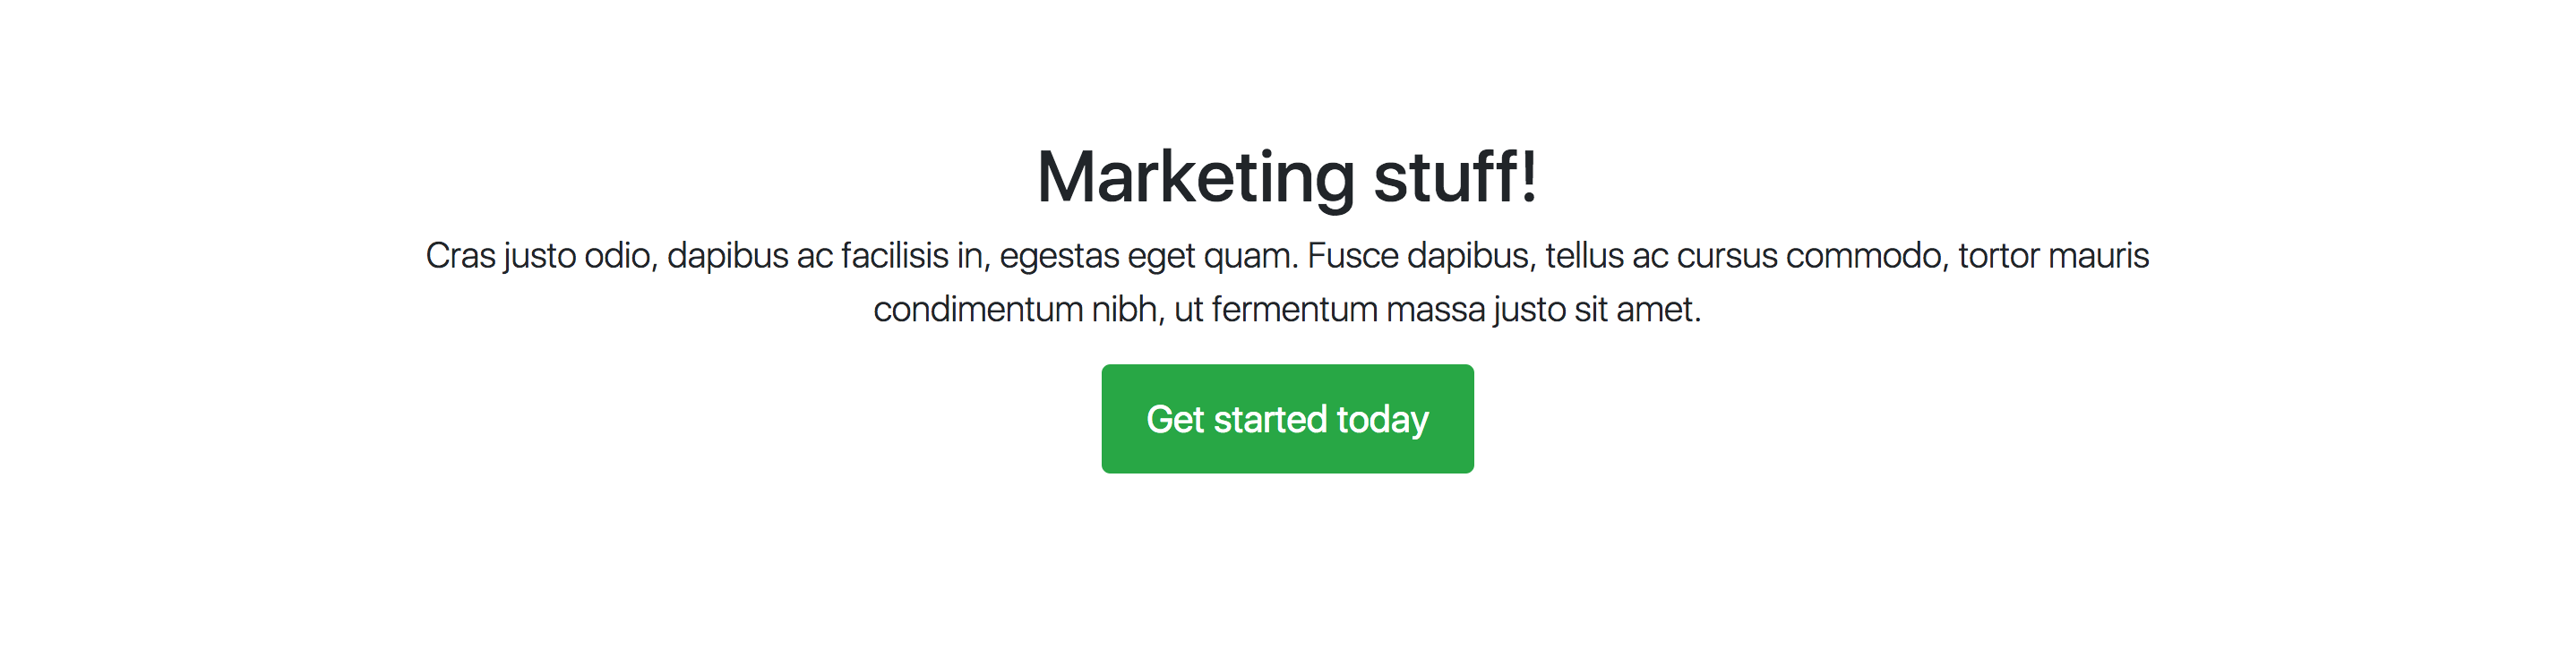 Marketing stuff!
Cras justo odio, dapibus ac facilisis in, egestas eget quam. Fusce dapibus, tellus ac cursus commodo, tortor mauris
condimentum nibh, ut fermentum massa justo sit amet.
Get started today